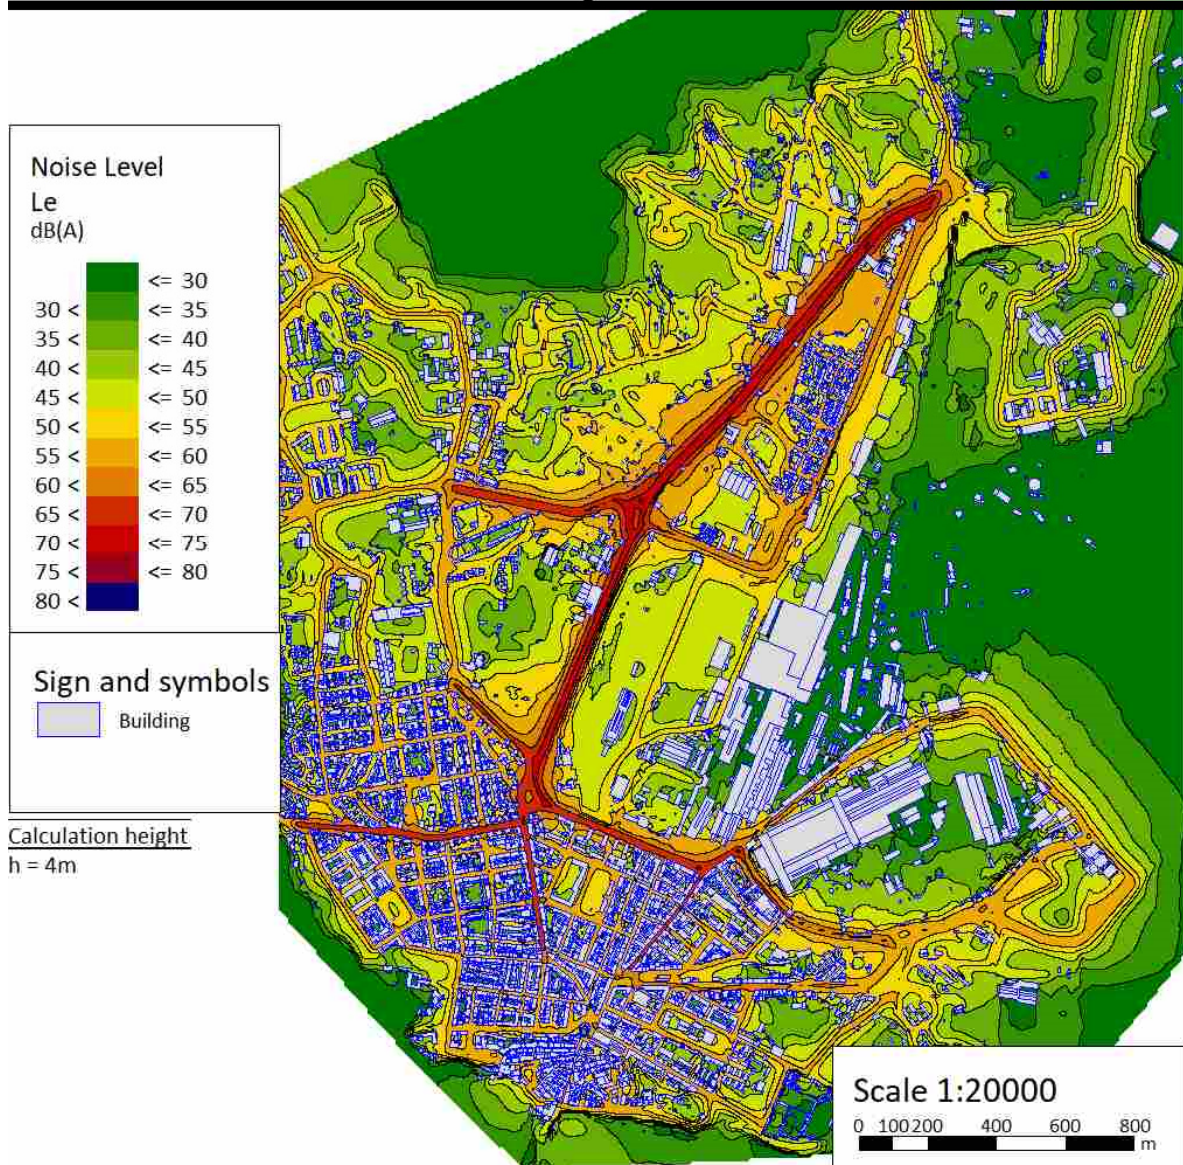 Noise Level
Le
dB(A)
<= 30
30 < <= 35
35 < <= 40
40 < <= 45
45 < <= 50
50 < <= 55
55 < <= 60
60 < <= 65
65 < <= 70
70 < <= 75
75 < <= 80
80 <
Sign and symbols
Building
Calculation height
h = 4m
Scale 1:20000
0 100 200 400 600 800
m